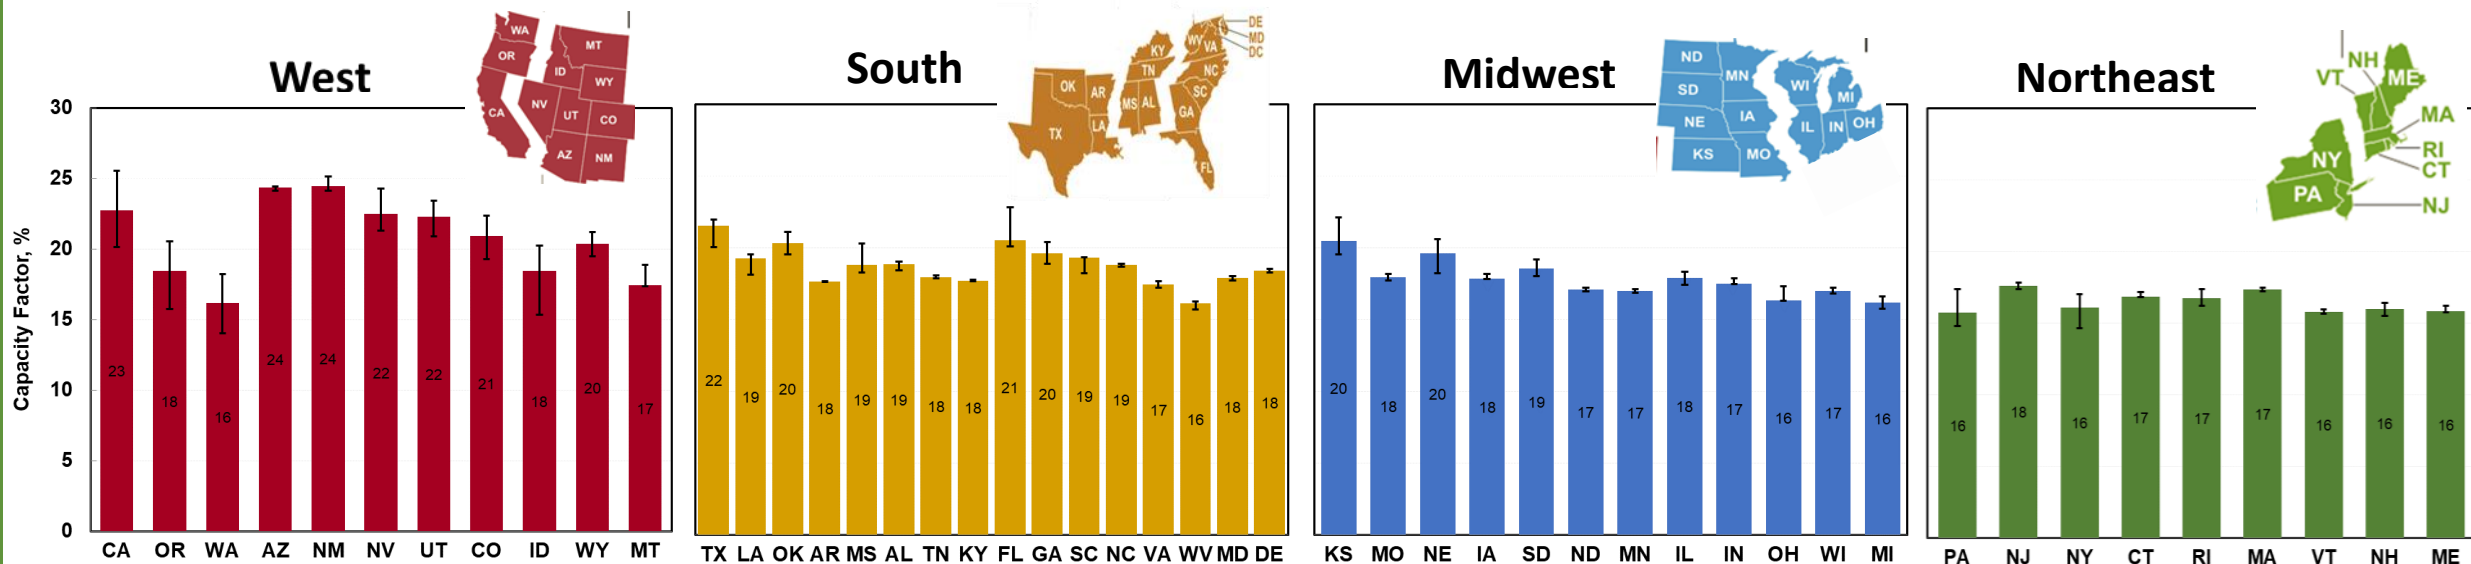 West
WA
OR
CA
MT
ID
WY
NV
UT
CO
AZ
NM
South
OK
TX
AR
LA
KY
TN
MS
AL
WV
VA
NC
SC
GA
FL
DE
MD
DC
Midwest
ND
SD
NE
KS
MN
IA
MO
WI
IL
MI
IN
OH
Northeast
NH
VT
ME
MA
RI
CT
NY
PA
NJ
Capacity Factor, %
30
25
20
15
10
5
0
23 18 16 24 24 22 22 21 18 20 17
CA OR WA AZ NM NV UT CO ID WY MT
22 19 20 18 19 19 18 18 21 20 19 19 17 16 18 18
TX LA OK AR MS AL TN KY FL GA SC NC VA WV MD DE
20 18 20 18 19 17 17 18 17 16 17 16
KS MO NE IA SD ND MN IL IN OH WI MI
16 18 16 17 17 17 16 16 16
PA NJ NY CT RI MA VT NH ME